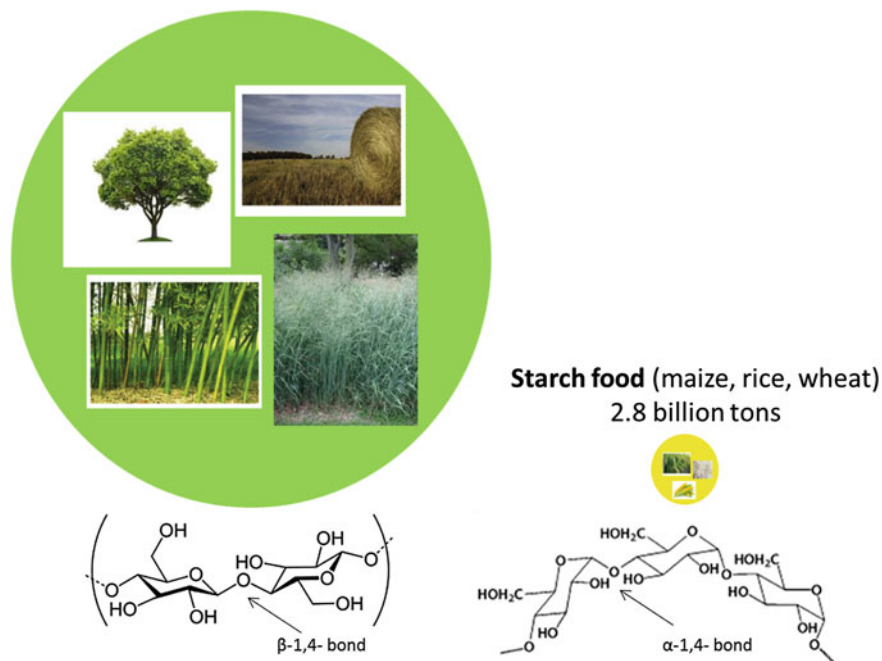 Starch food (maize, rice, wheat)
2.8 billion tons
OH
OH
OH
HO
O
O
O
O
O
HO
OH
OH
β-1,4- bond
HOH₂C
O
O
OH
HO
O
HOH₂C
O
OH
HO
O
HOH₂C
O
OH
HO
O
α-1,4- bond